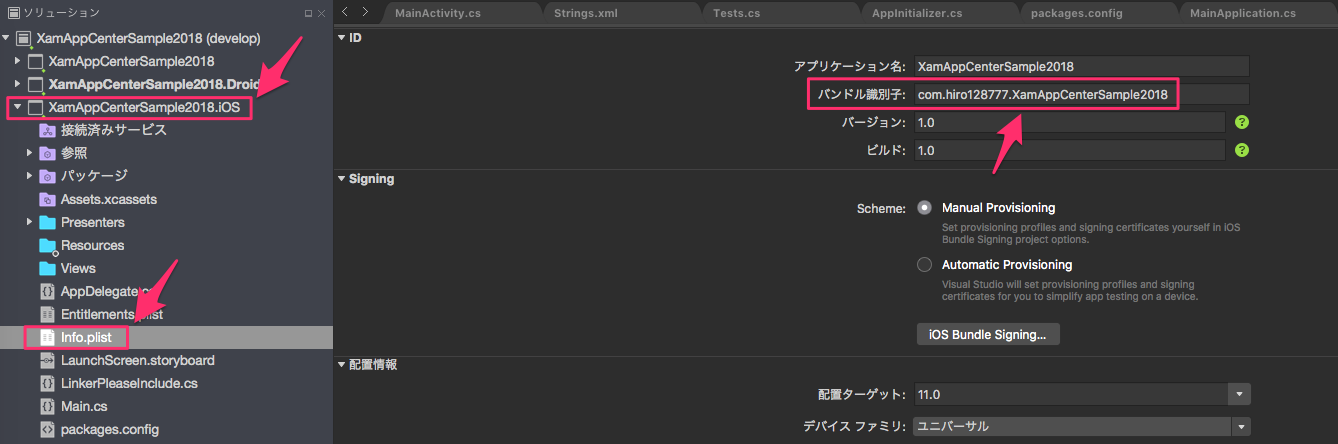 ソリューション
XamAppCenterSample2018 (develop)
XamAppCenterSample2018
XamAppCenterSample2018.Droid
XamAppCenterSample2018.iOS
接続済みサービス
参照
パッケージ
Assets.xcassets
Presenters
Resources
Views
AppDelegate.cs
Entitlements.plist
Info.plist
LaunchScreen.storyboard
LinkerPleaseInclude.cs
Main.cs
packages.config
MainActivity.cs
Strings.xml
Tests.cs
AppInitializer.cs
packages.config
MainApplication.cs
ID
アプリケーション名: XamAppCenterSample2018
バンドル識別子: com.hiro128777.XamAppCenterSample2018
バージョン: 1.0 ?
ビルド: 1.0 ?
Signing
Scheme: Manual Provisioning
Set provisioning profiles and signing certificates yourself in iOS
Bundle Signing project options.
Automatic Provisioning
Visual Studio will set provisioning profiles and signing
certificates for you to simplify app testing on a device.
iOS Bundle Signing...
配置情報
配置ターゲット: 11.0
デバイス ファミリ: ユニバーサル